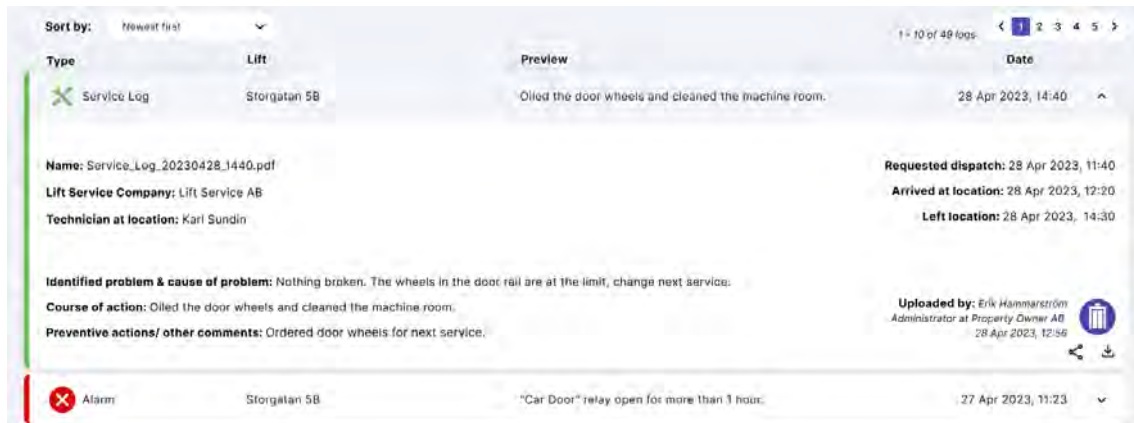 Sort by: Newest first
1 - 10 of 49 logs < 1 2 3 4 5 >
Type Lift Preview Date
Service Log Storgatan 5B Oiled the door wheels and cleaned the machine room. 28 Apr 2023, 14:40
Name: Service_Log_20230428_1440.pdf
Requested dispatch: 28 Apr 2023, 11:40
Lift Service Company: Lift Service AB
Arrived at location: 28 Apr 2023, 12:20
Technician at location: Karl Sundin
Left location: 28 Apr 2023, 14:30
Identified problem & cause of problem: Nothing broken. The wheels in the door rail are at the limit, change next service.
Course of action: Oiled the door wheels and cleaned the machine room.
Preventive actions/ other comments: Ordered door wheels for next service.
Uploaded by: Erik Hammarström
Administrator at Property Owner AB
28 Apr 2023, 12:56
Alarm Storgatan 5B "Car Door" relay open for more than 1 hour. 27 Apr 2023, 11:23